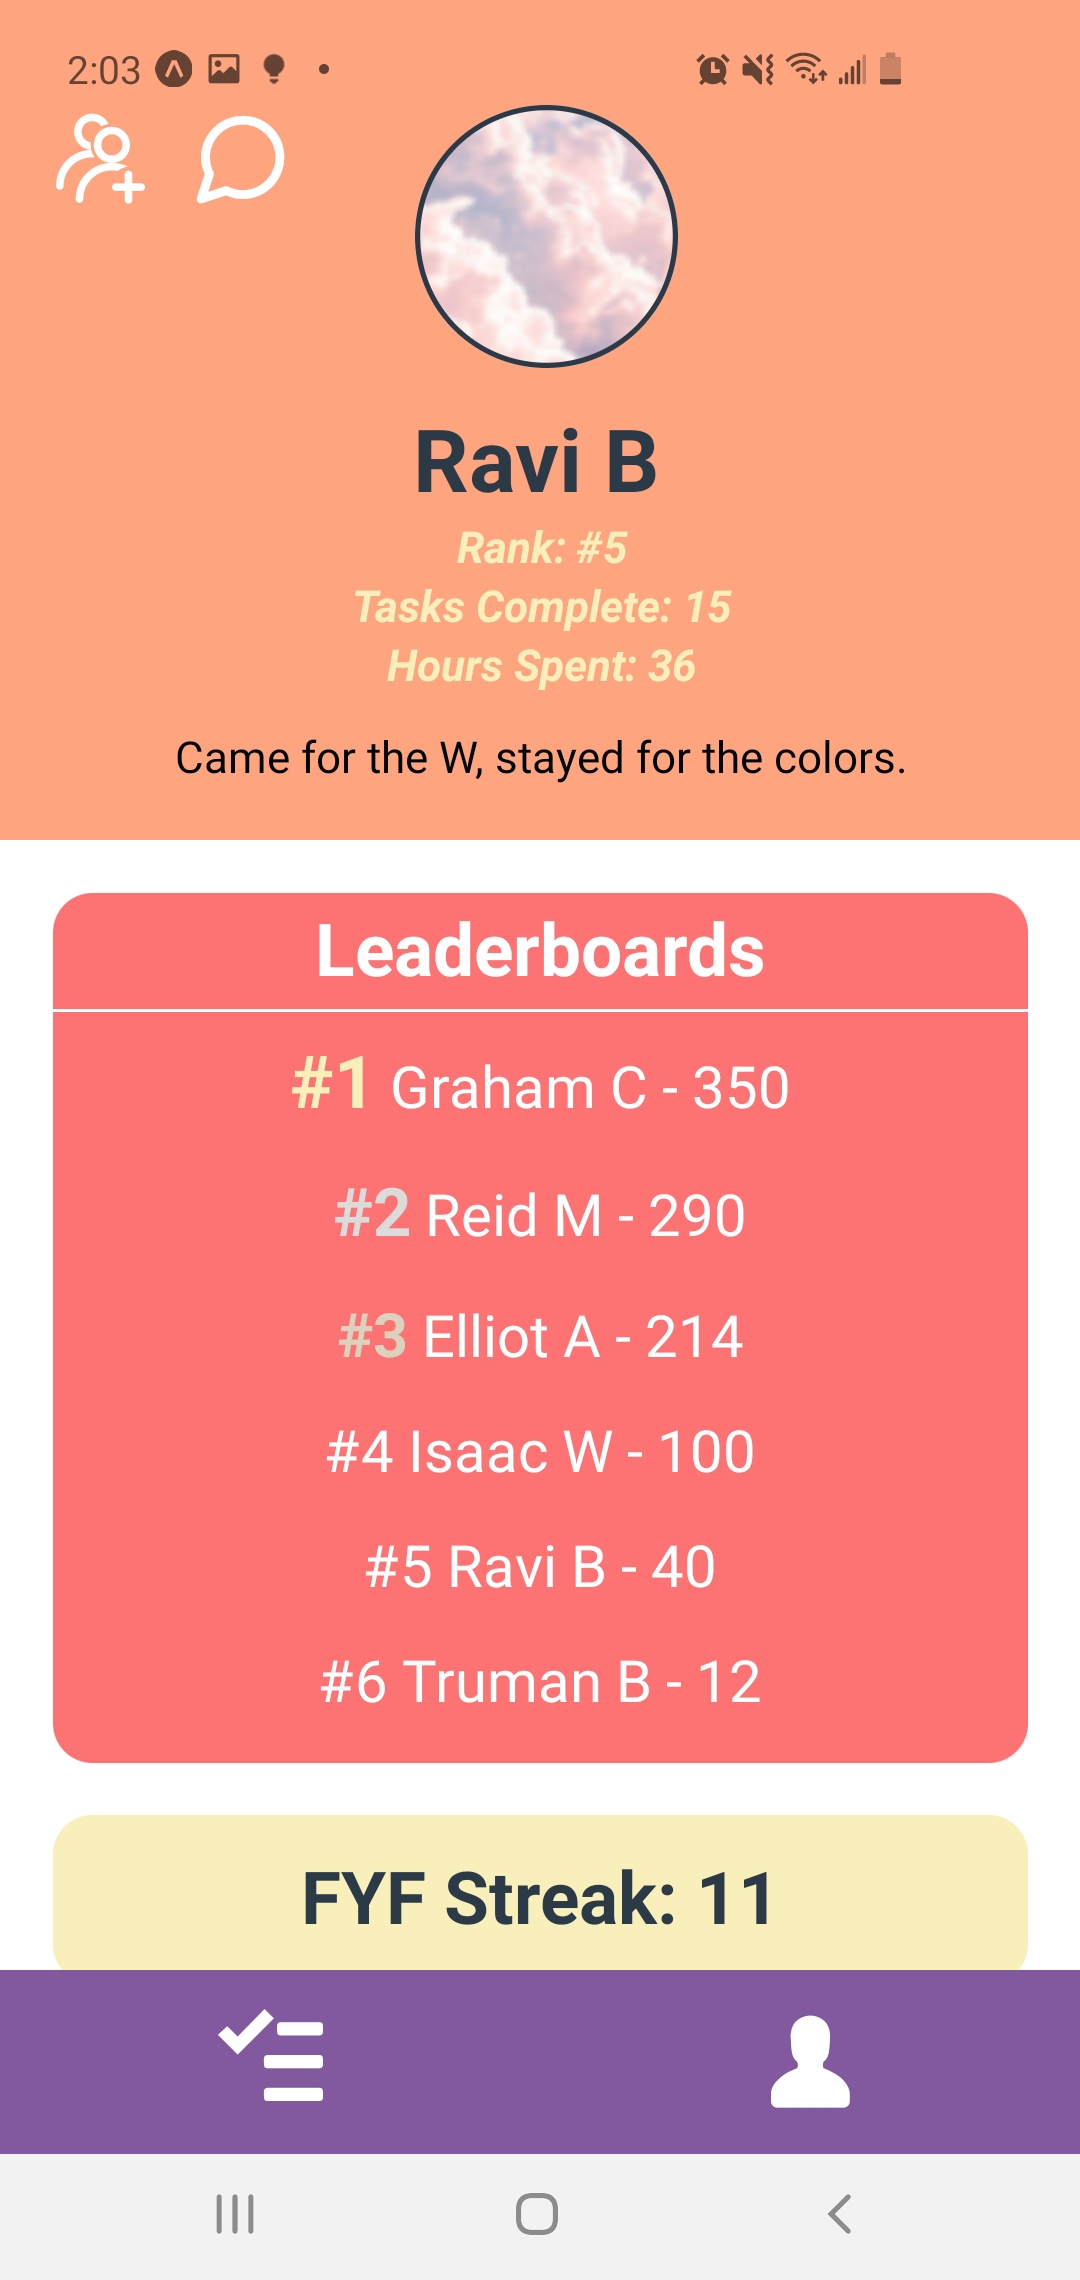 2:03
Ravi B
Rank: #5
Tasks Complete: 15
Hours Spent: 36
Came for the W, stayed for the colors.
Leaderboards
#1 Graham C - 350
#2 Reid M - 290
#3 Elliot A - 214
#4 Isaac W - 100
#5 Ravi B - 40
#6 Truman B - 12
FYF Streak: 11